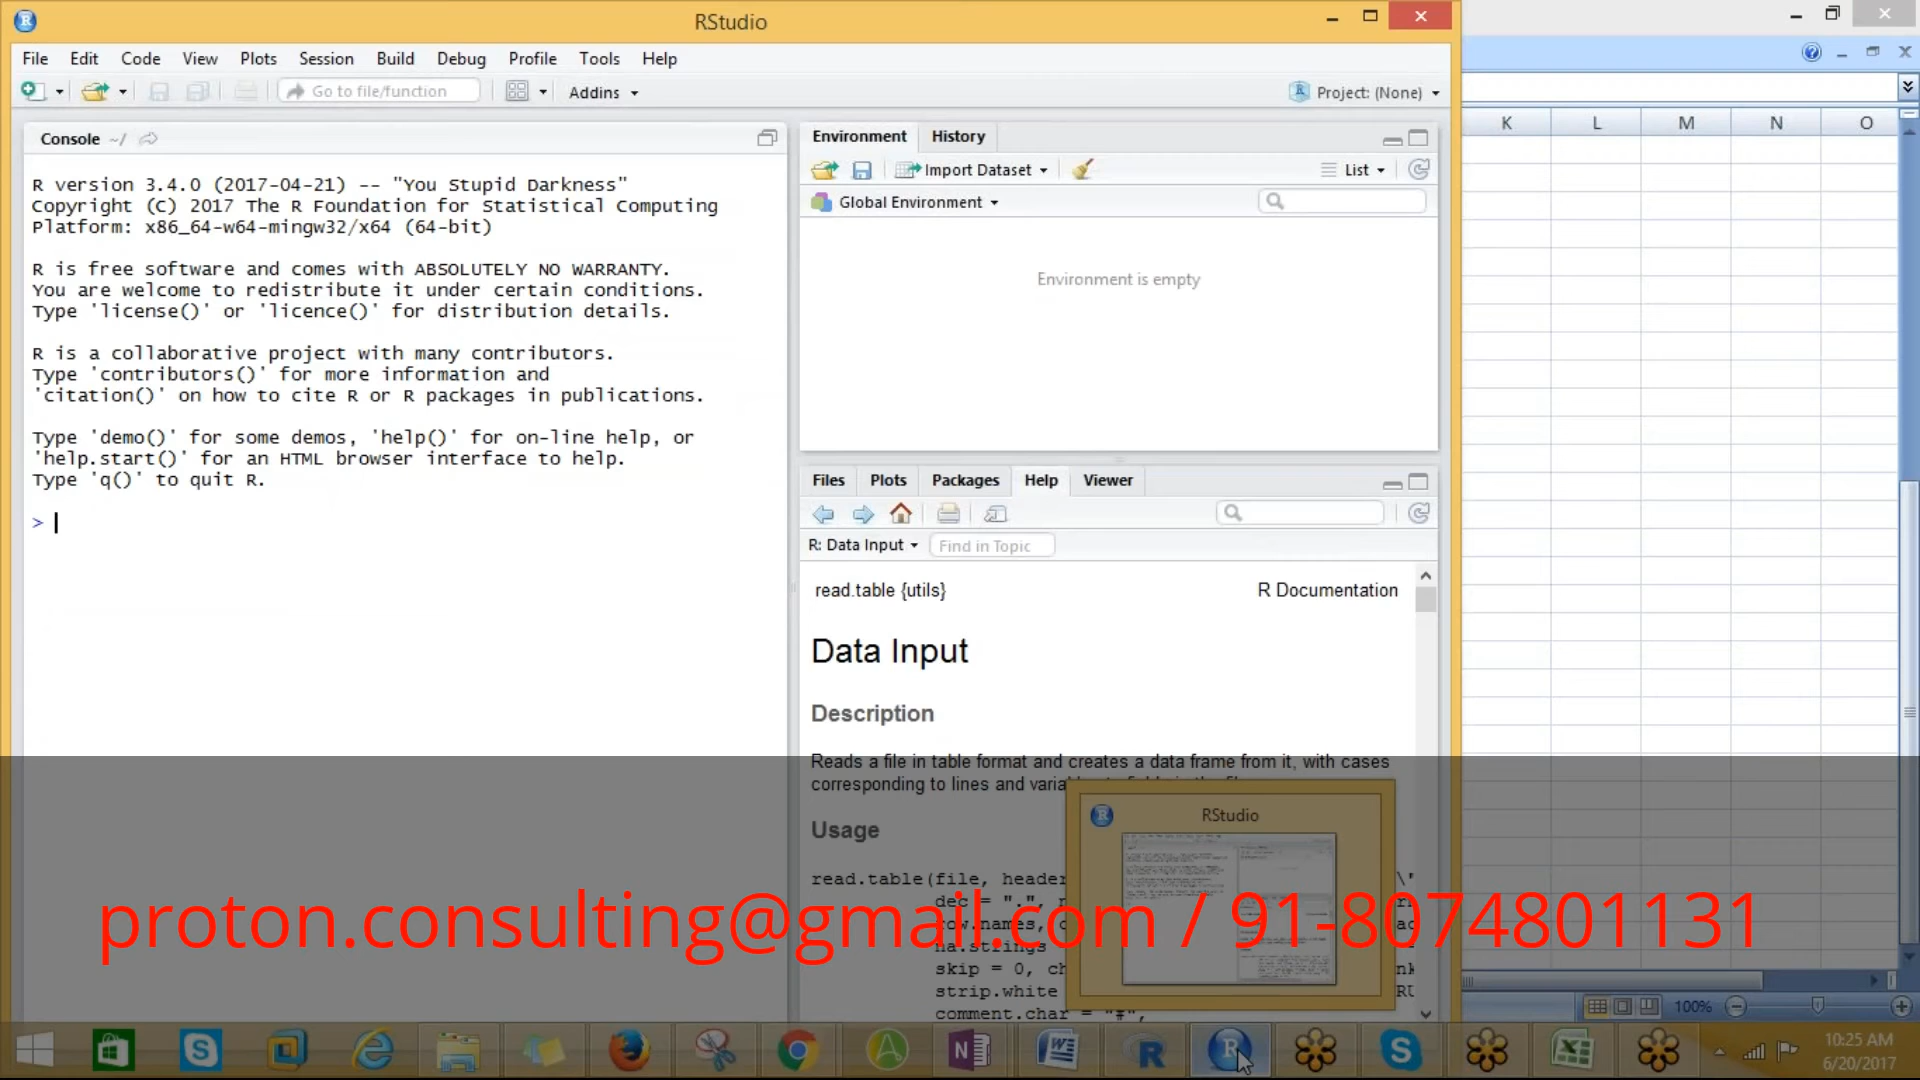 RStudio
File Edit Code View Plots Session Build Debug Profile Tools Help
Go to file/function Addins Project: (None)
Console ~/
R version 3.4.0 (2017-04-21) -- "You Stupid Darkness"
Copyright (C) 2017 The R Foundation for Statistical Computing
Platform: x86_64-w64-mingw32/x64 (64-bit)
R is free software and comes with ABSOLUTELY NO WARRANTY.
You are welcome to redistribute it under certain conditions.
Type 'license()' or 'licence()' for distribution details.
R is a collaborative project with many contributors.
Type 'contributors()' for more information and
'citation()' on how to cite R or R packages in publications.
Type 'demo()' for some demos, 'help()' for on-line help, or
'help.start()' for an HTML browser interface to help.
Type 'q()' to quit R.
>
Environment History
Import Dataset List
Global Environment
Environment is empty
Files Plots Packages Help Viewer
R: Data Input Find in Topic
read.table {utils} R Documentation
Data Input
Description
Reads a file in table format and creates a data frame from it, with cases
corresponding to lines and
Usage
read.table(file, header
dec = ".",
skip = 0,
strip.white
comment.char = "#",
RStudio
K L M N O
100%
proton.consulting@gmail.com / 91-8074801131
10:25 AM
6/20/2017